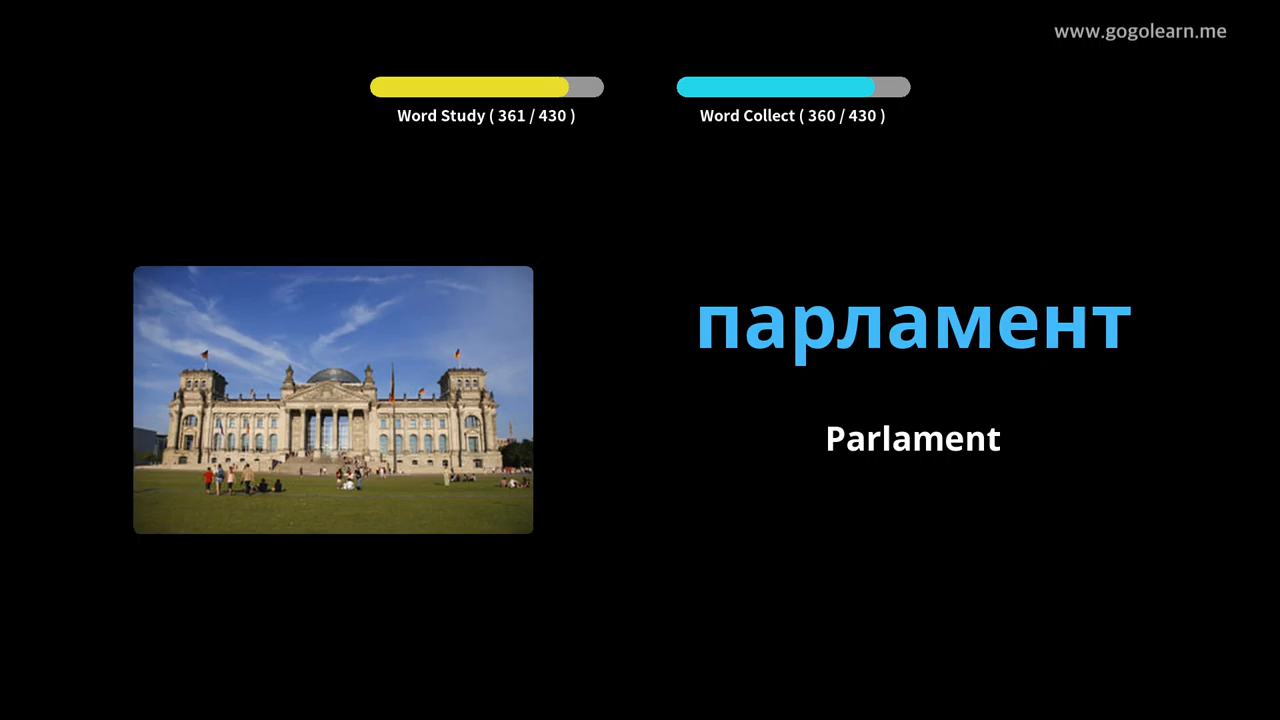 www.gogolearn.me
Word Study ( 361 / 430 )
Word Collect ( 360 / 430 )
парламент
Parlament